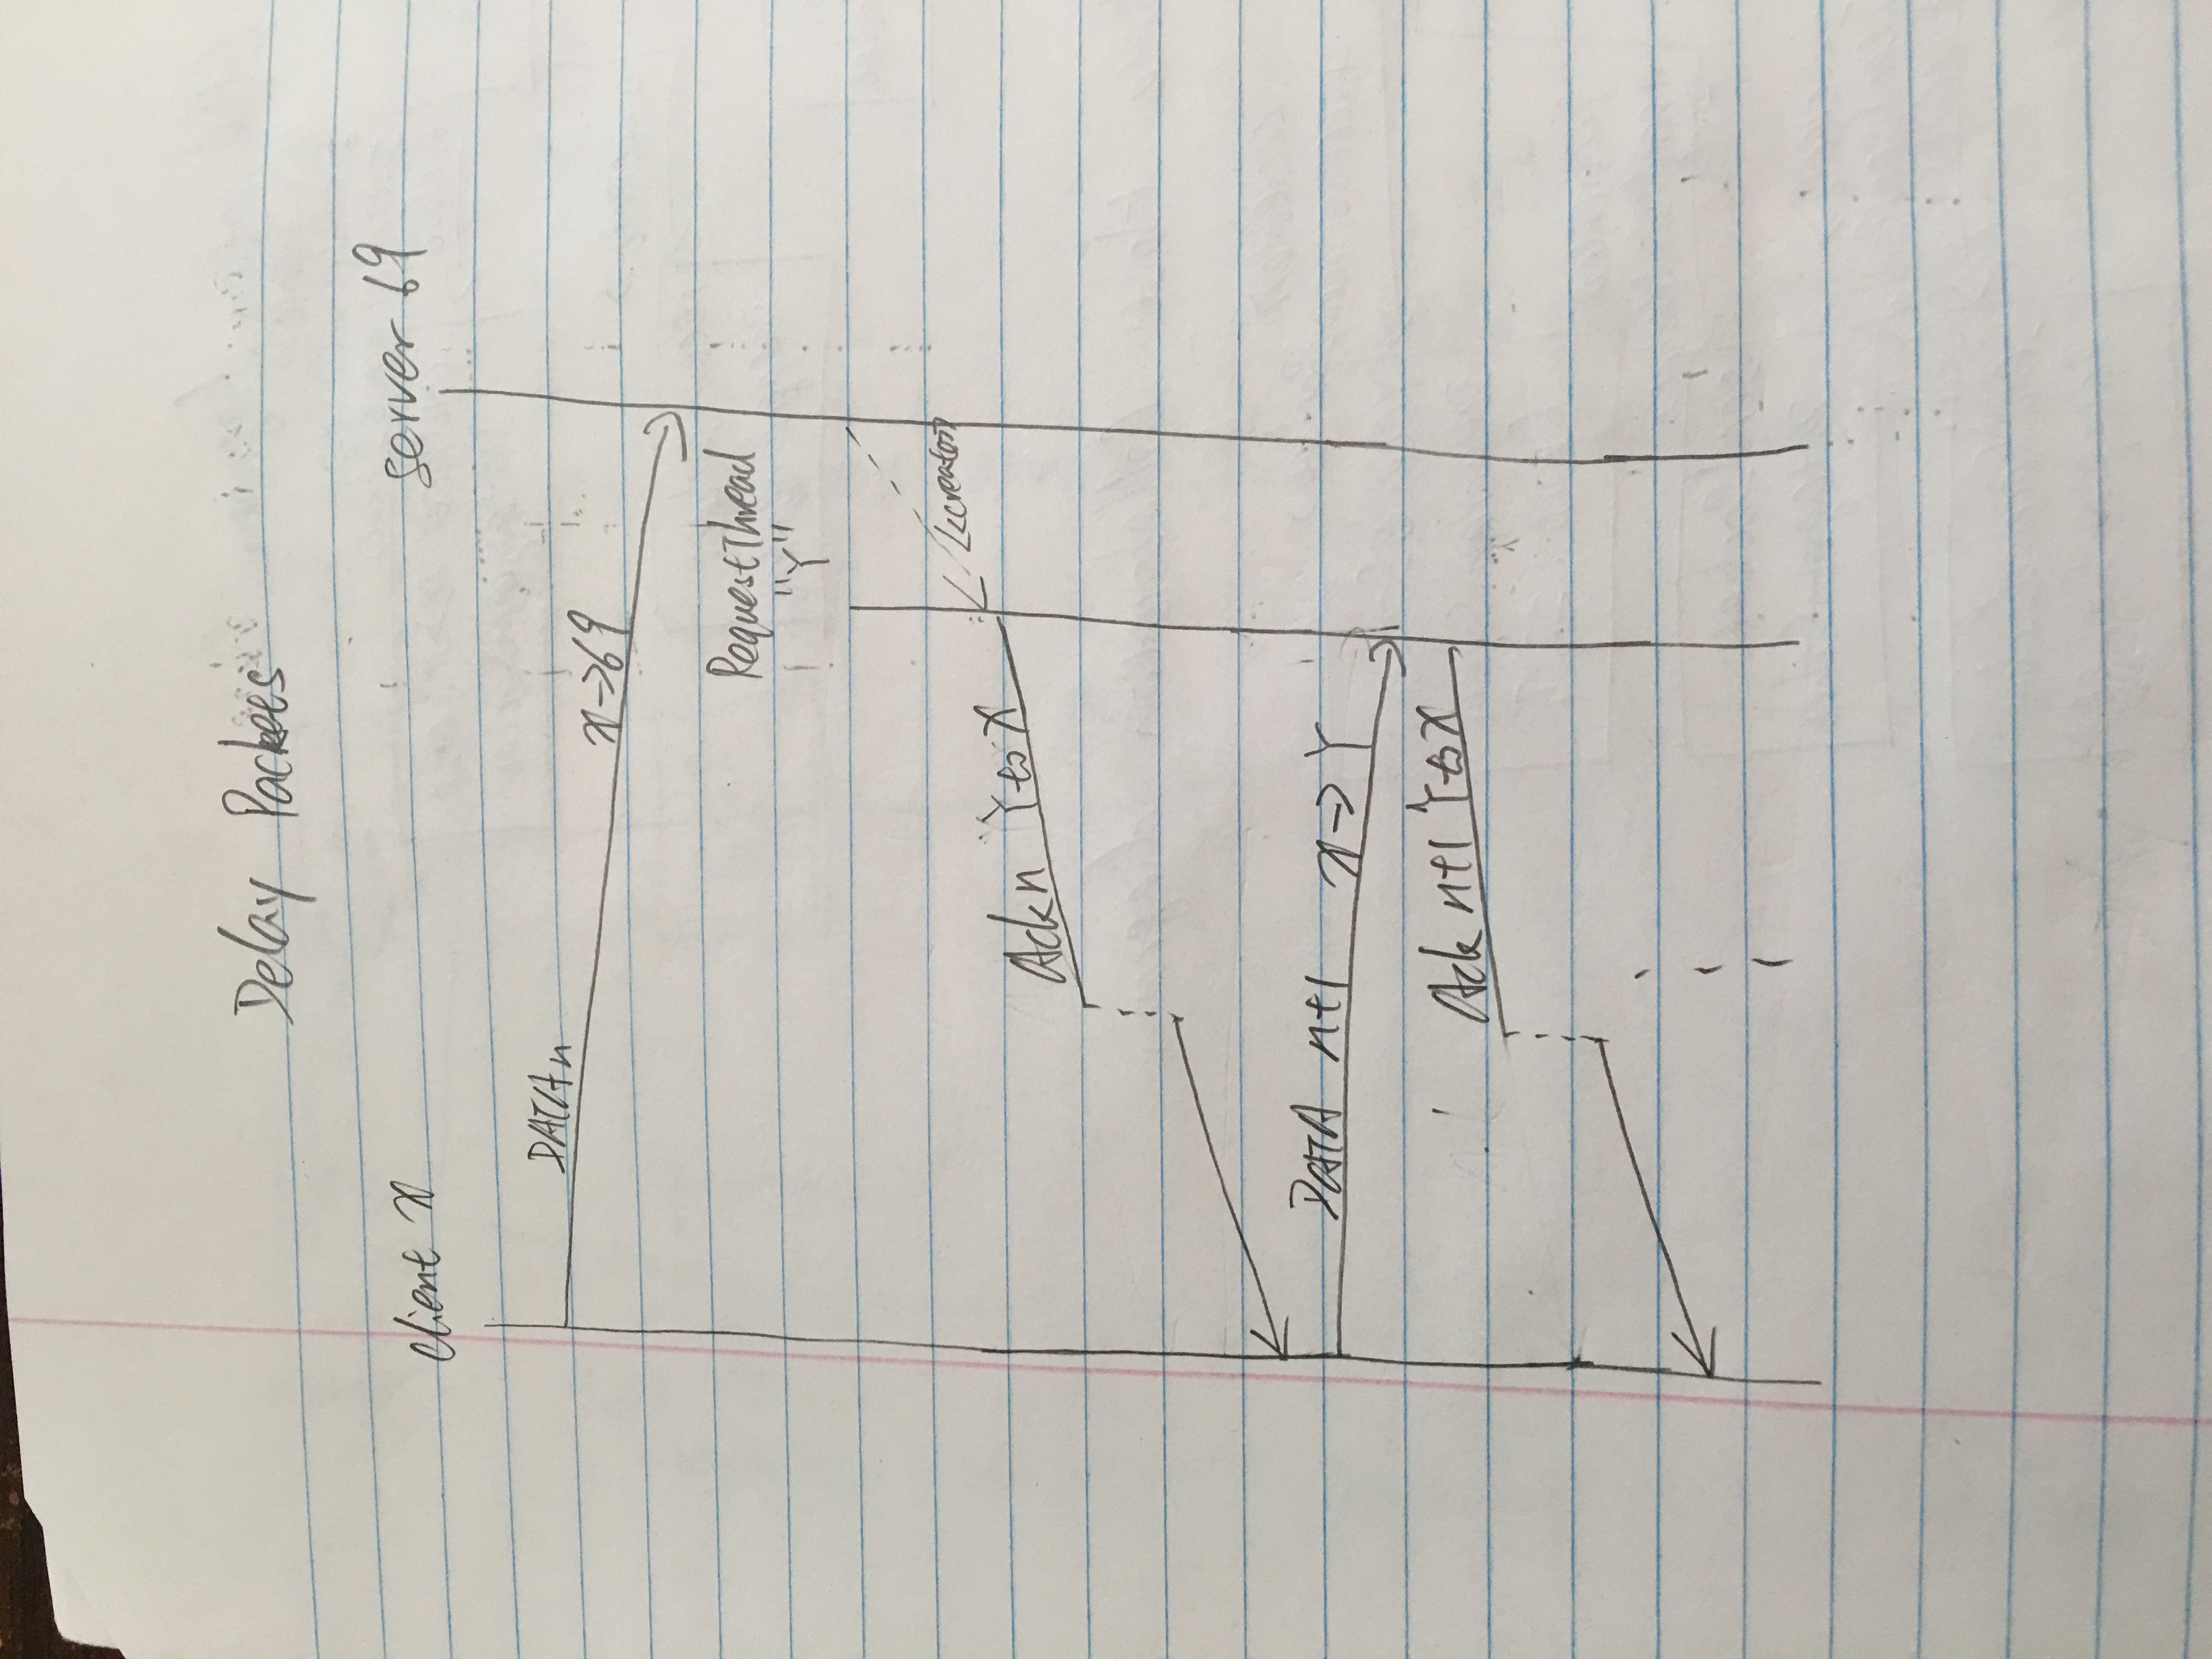 Delay Packets
client X
server 69
DATA n
X→69
RequestThread
"Y"
<<create>>
Ack n Y to X
DATA n+1 X→Y
Ack n+1 Y to X